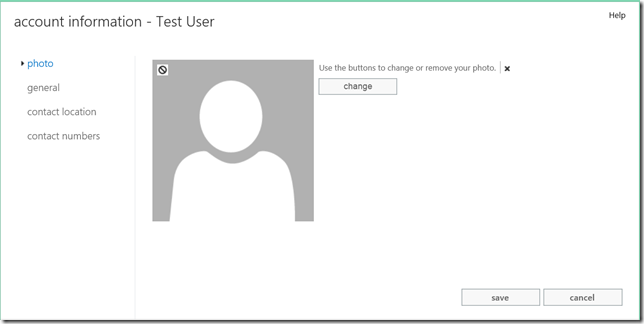 Help
account information - Test User
photo
general
contact location
contact numbers
Use the buttons to change or remove your photo.
change
save
cancel